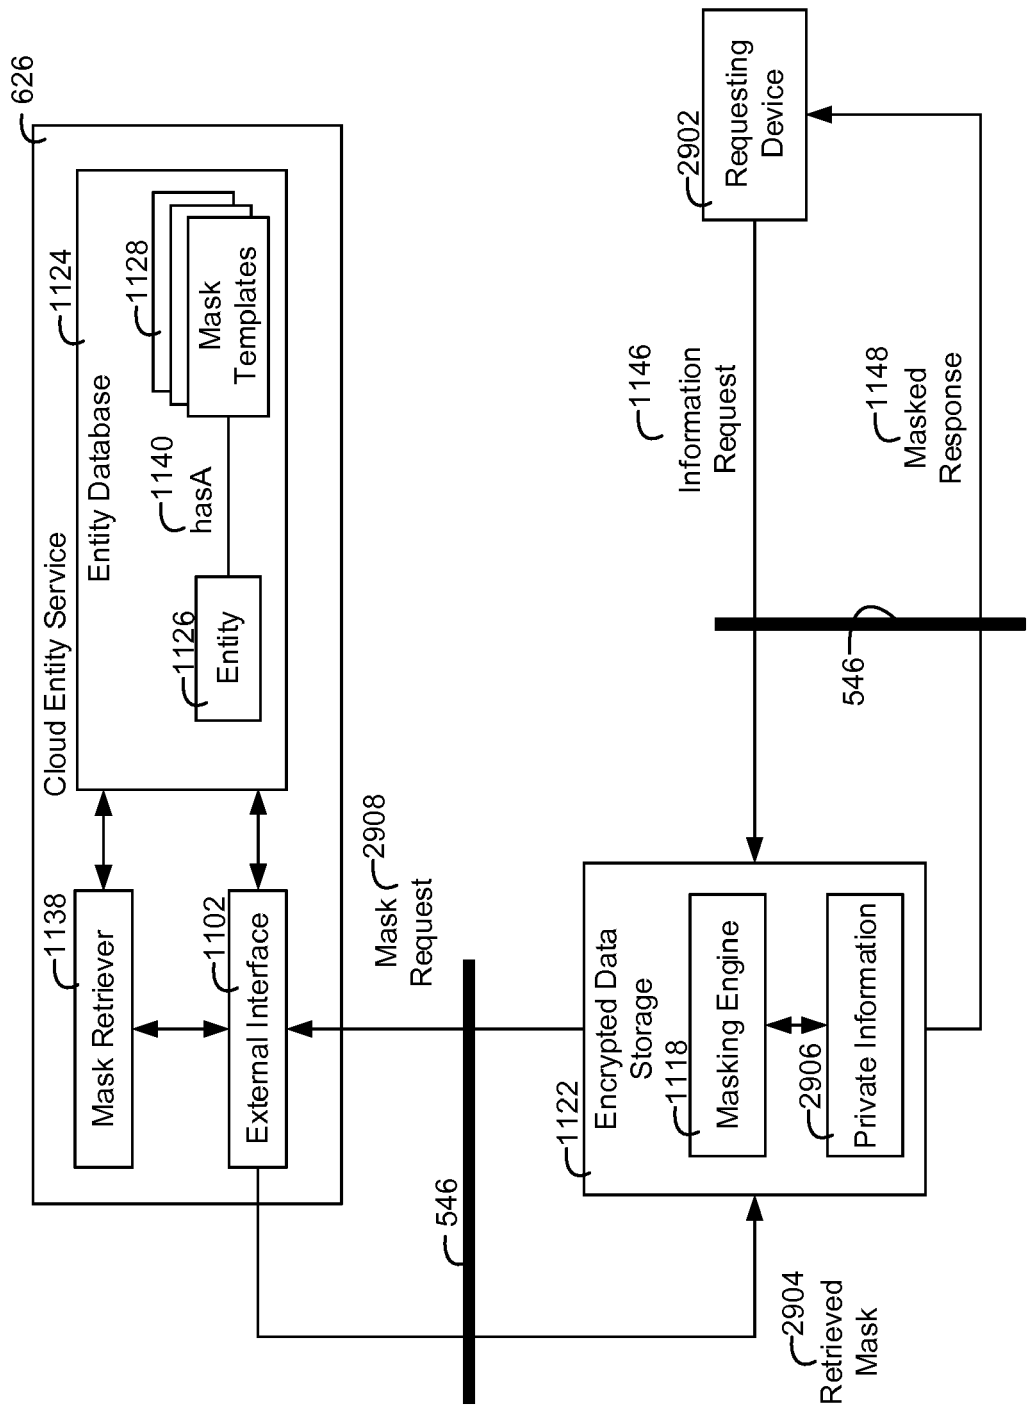 626
Cloud Entity Service
1124
Entity Database
1138
Mask Retriever
1102
External Interface
1126
Entity
1140
hasA
1128
Mask
Templates
Mask
Request
2908
546
2904
Retrieved
Mask
1122
Encrypted Data
Storage
1118
Masking Engine
2906
Private Information
1146
Information
Request
546
1148
Masked
Response
2902
Requesting
Device